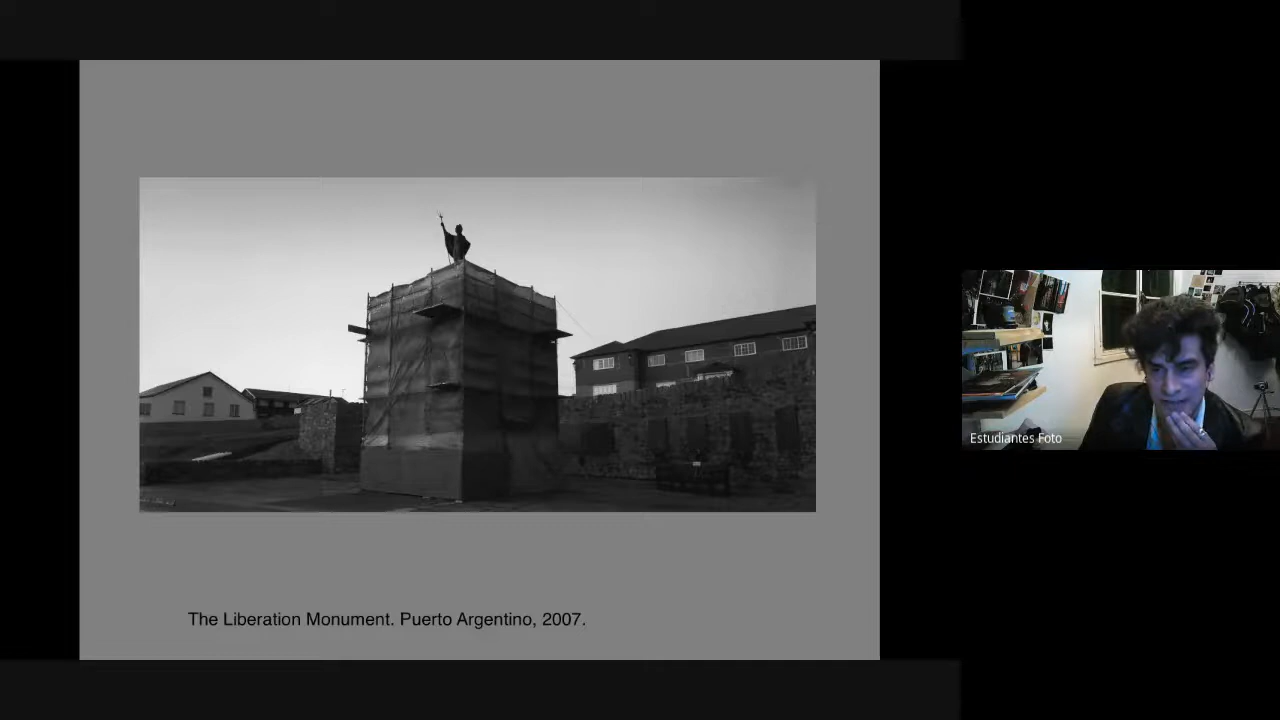 The Liberation Monument. Puerto Argentino, 2007.
Estudiantes Foto